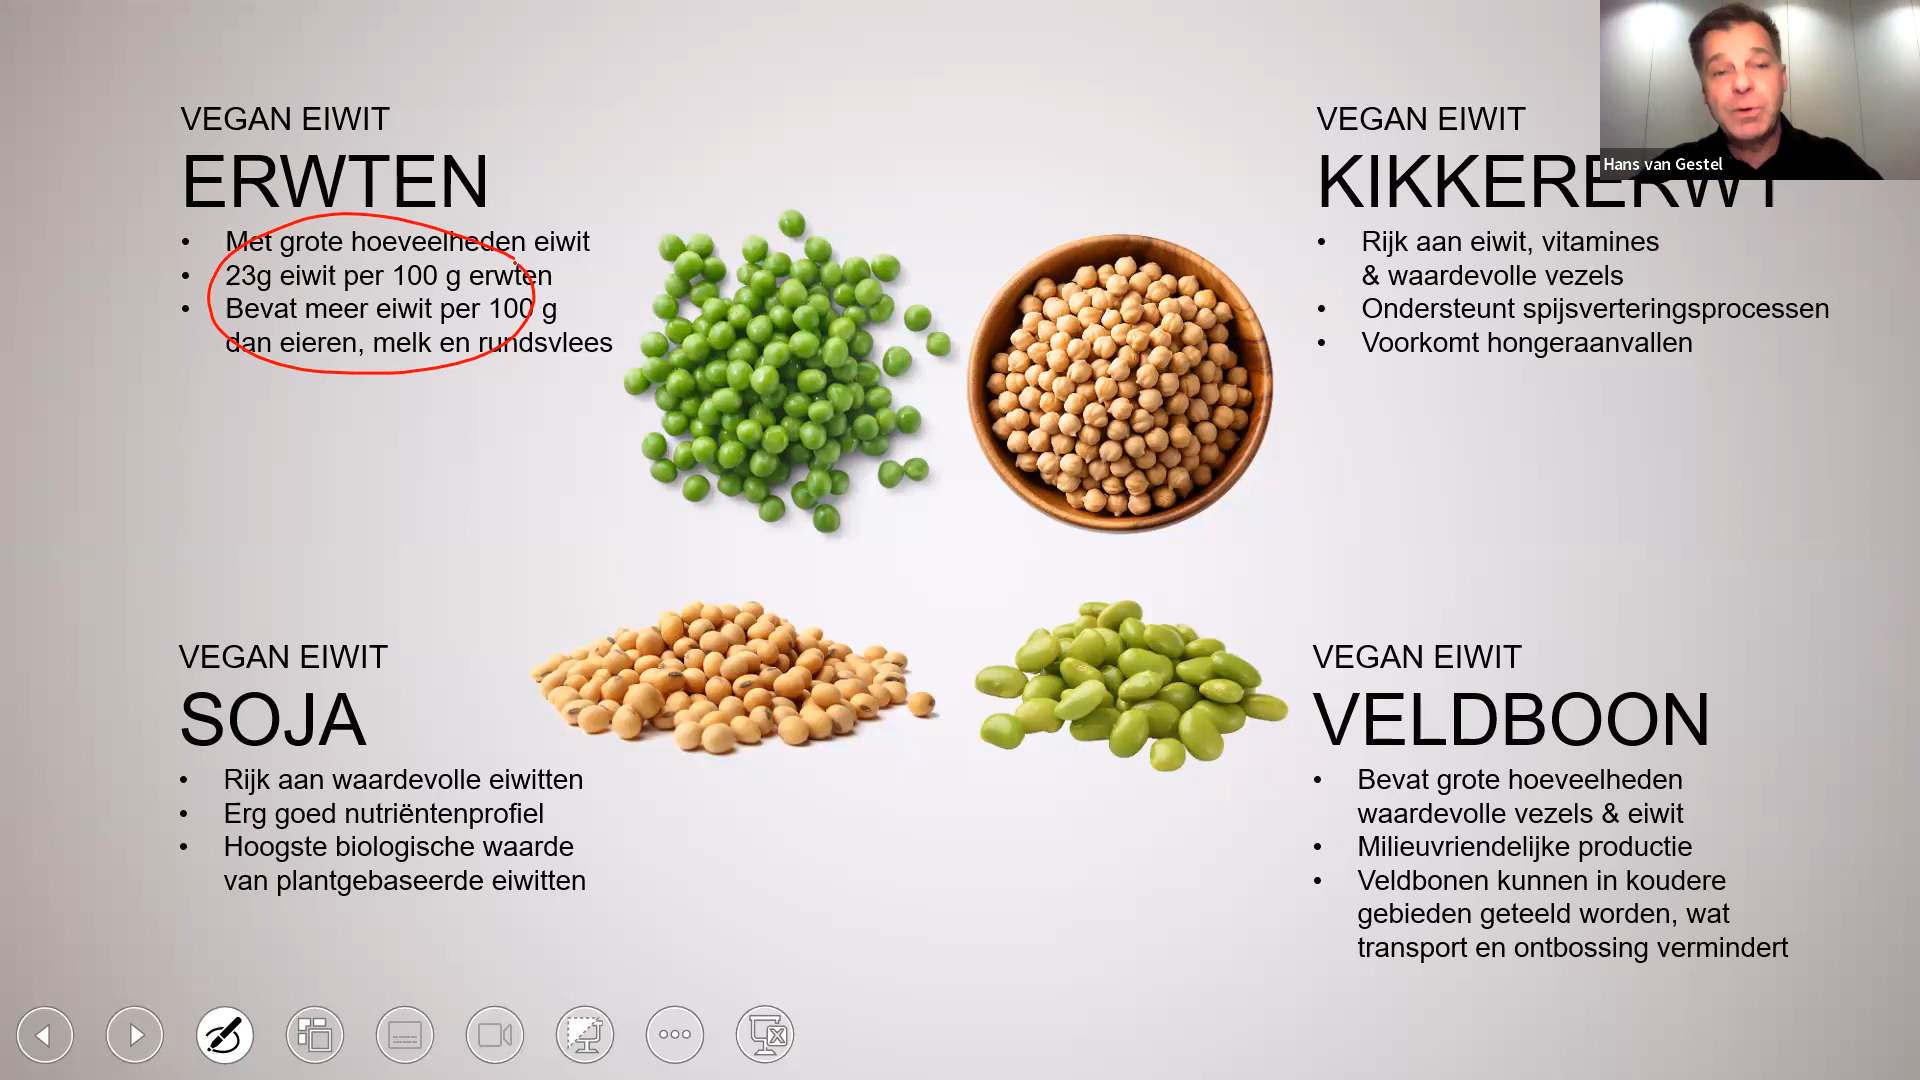 VEGAN EIWIT
ERWTEN
• Met grote hoeveelheden eiwit
• 23g eiwit per 100 g erwten
• Bevat meer eiwit per 100 g
dan eieren, melk en rundsvlees
VEGAN EIWIT
KIKKERERWT
• Rijk aan eiwit, vitamines
& waardevolle vezels
• Ondersteunt spijsverteringsprocessen
• Voorkomt hongeraanvallen
Hans van Gestel
VEGAN EIWIT
SOJA
• Rijk aan waardevolle eiwitten
• Erg goed nutriëntenprofiel
• Hoogste biologische waarde
van plantgebaseerde eiwitten
VEGAN EIWIT
VELDBOON
• Bevat grote hoeveelheden
waardevolle vezels & eiwit
• Milieuvriendelijke productie
• Veldbonen kunnen in koudere
gebieden geteeld worden, wat
transport en ontbossing vermindert